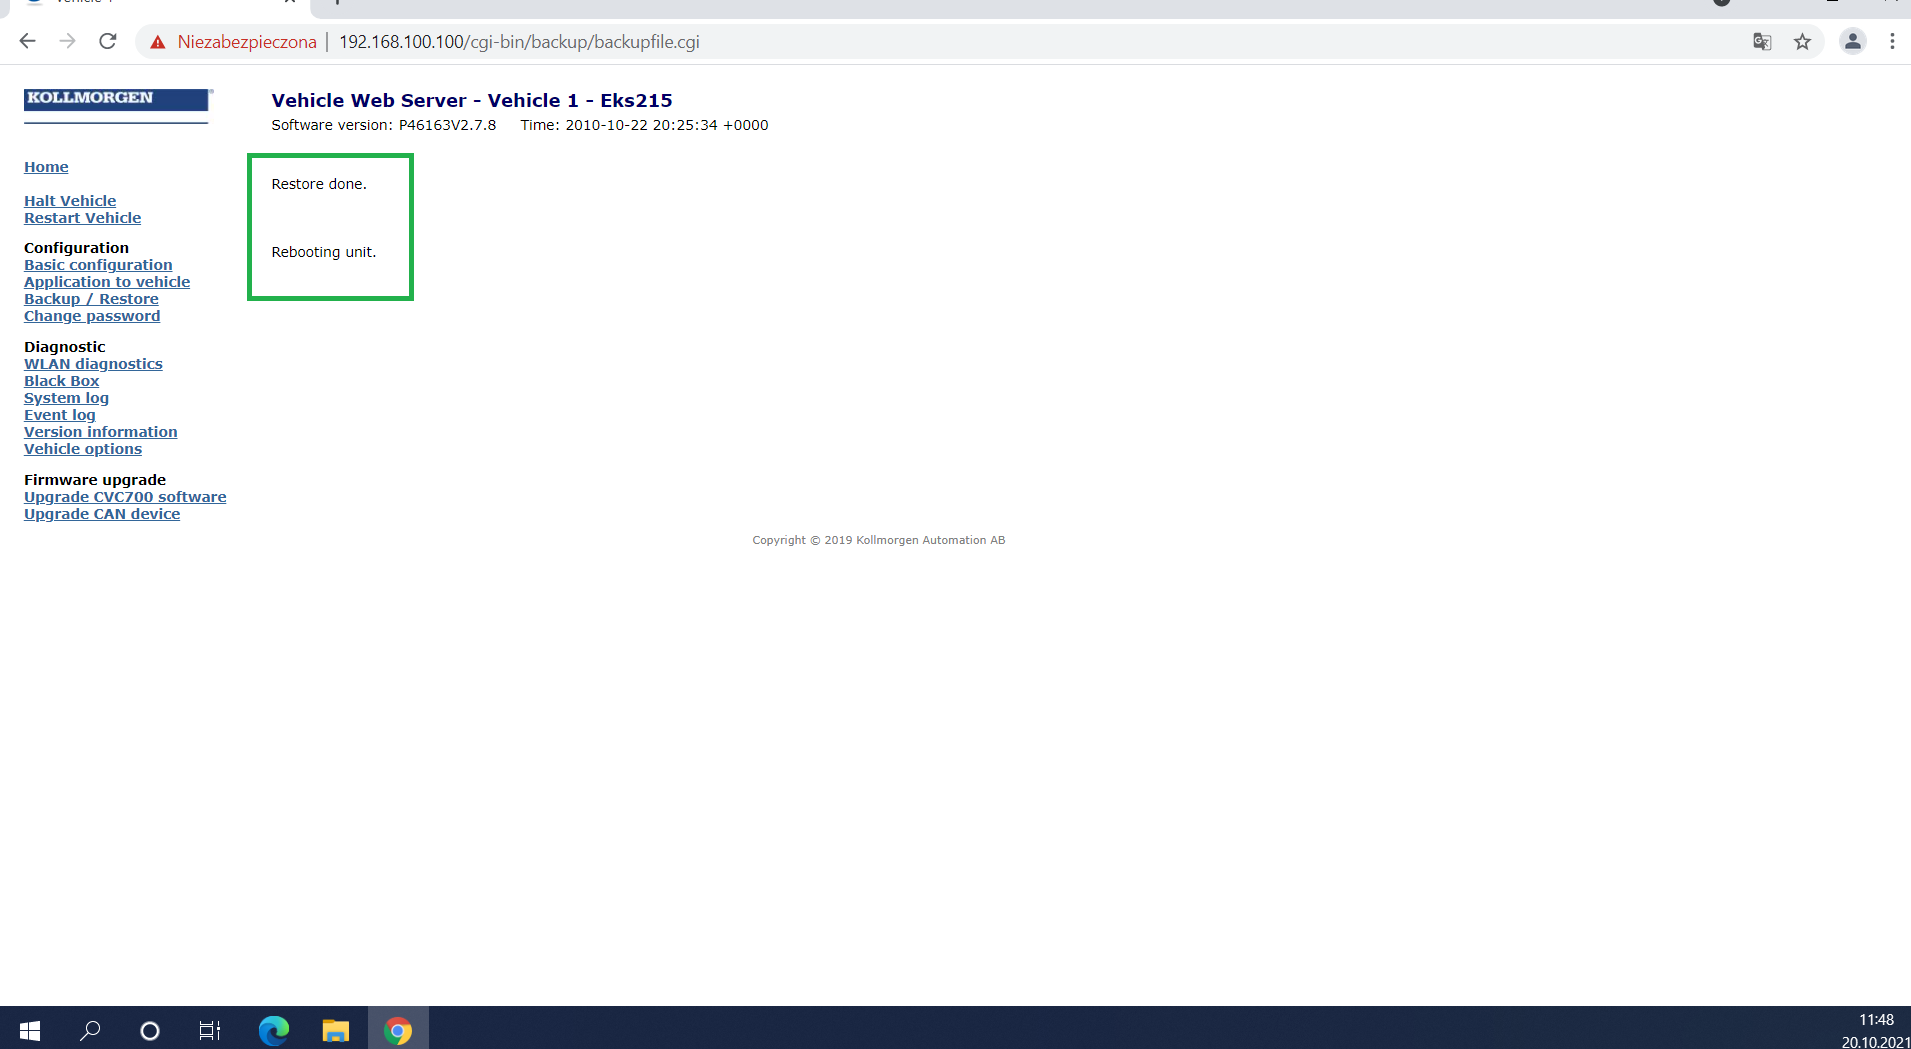 Niezabezpieczona | 192.168.100.100/cgi-bin/backup/backupfile.cgi
KOLLMORGEN®
Vehicle Web Server - Vehicle 1 - Eks215
Software version: P46163V2.7.8 Time: 2010-10-22 20:25:34 +0000
Home
Halt Vehicle
Restart Vehicle
Configuration
Basic configuration
Application to vehicle
Backup / Restore
Change password
Diagnostic
WLAN diagnostics
Black Box
System log
Event log
Version information
Vehicle options
Firmware upgrade
Upgrade CVC700 software
Upgrade CAN device
Restore done.
Rebooting unit.
Copyright © 2019 Kollmorgen Automation AB
11:48
20.10.2021